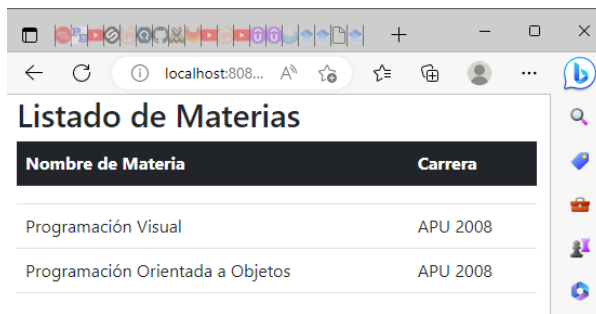 localhost:808...
Listado de Materias
Nombre de Materia Carrera
Programación Visual APU 2008
Programación Orientada a Objetos APU 2008